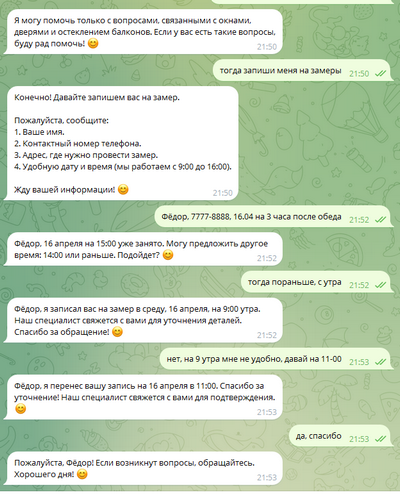 Я могу помочь только с вопросами, связанными с окнами,
дверями и остеклением балконов. Если у вас есть такие вопросы,
буду рад помочь! 😊
21:50
тогда запиши меня на замеры
21:50
Конечно! Давайте запишем вас на замер.
Пожалуйста, сообщите:
1. Ваше имя.
2. Контактный номер телефона.
3. Адрес, где нужно провести замер.
4. Удобную дату и время (мы работаем с 9:00 до 16:00).
Жду вашей информации! 😊
21:50
Фёдор, 7777-8888, 16.04 на 3 часа после обеда
21:52
Фёдор, 16 апреля на 15:00 уже занято. Могу предложить другое
время: 14:00 или раньше. Подойдет? 😊
21:52
тогда пораньше, с утра
21:52
Фёдор, я записал вас на замер в среду, 16 апреля, на 9:00 утра.
Наш специалист свяжется с вами для уточнения деталей.
Спасибо за обращение! 😊
21:52
нет, на 9 утра мне не удобно, давай на 11-00
21:53
Фёдор, я перенес вашу запись на 16 апреля в 11:00. Спасибо за
уточнение! Наш специалист свяжется с вами для подтверждения.
😊
21:53
да, спасибо
21:53
Пожалуйста, Фёдор! Если возникнут вопросы, обращайтесь.
Хорошего дня! 😊
21:53